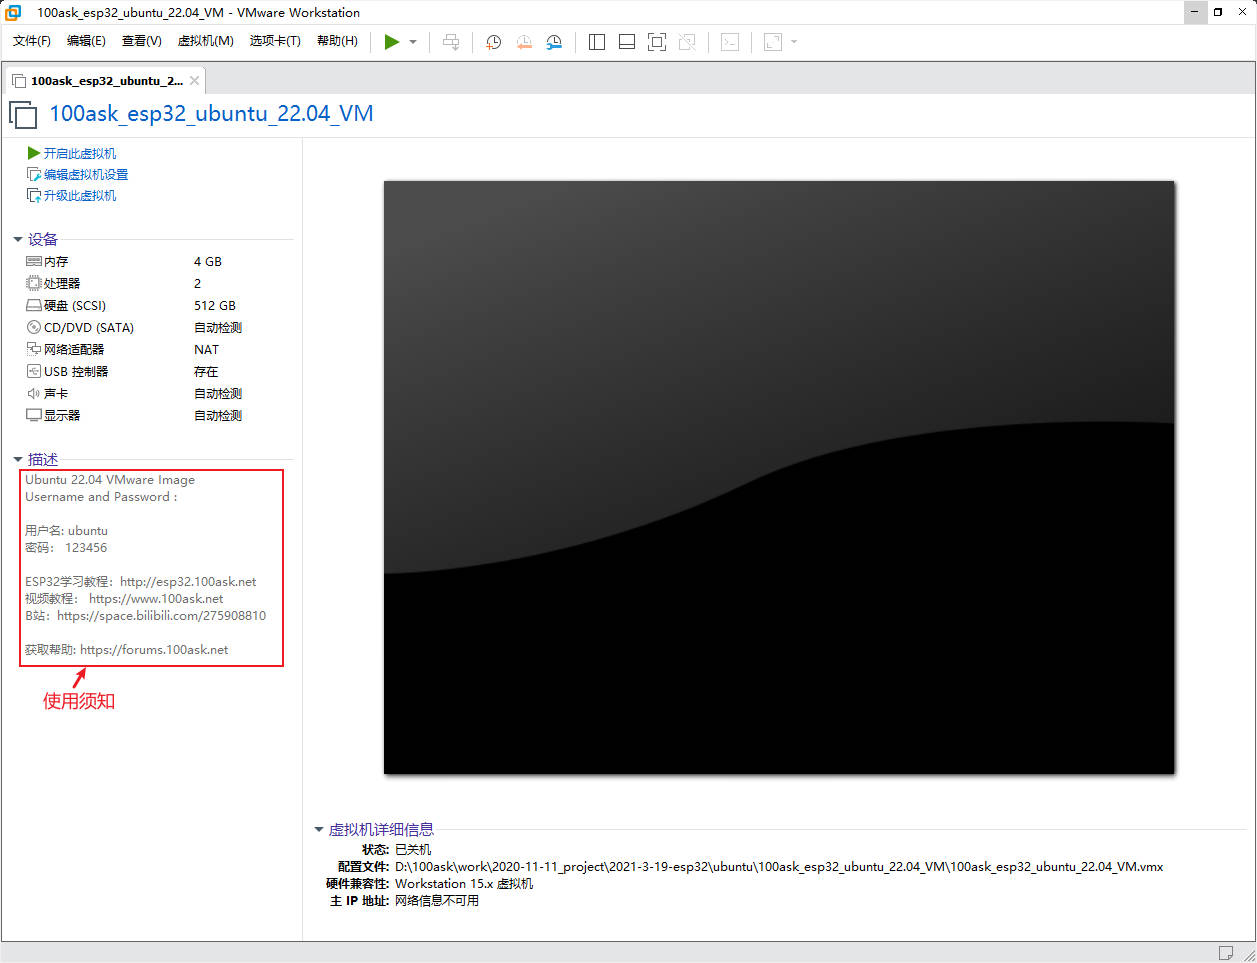 100ask_esp32_ubuntu_22.04_VM - VMware Workstation
文件(F) 编辑(E) 查看(V) 虚拟机(M) 选项卡(T) 帮助(H)
100ask_esp32_ubuntu_2...
100ask_esp32_ubuntu_22.04_VM
开启此虚拟机
编辑虚拟机设置
升级此虚拟机
设备
内存 4 GB
处理器 2
硬盘 (SCSI) 512 GB
CD/DVD (SATA) 自动检测
网络适配器 NAT
USB 控制器 存在
声卡 自动检测
显示器 自动检测
描述
Ubuntu 22.04 VMware Image
Username and Password :
用户名: ubuntu
密码: 123456
ESP32学习教程: http://esp32.100ask.net
视频教程: https://www.100ask.net
B站: https://space.bilibili.com/275908810
获取帮助: https://forums.100ask.net
使用须知
虚拟机详细信息
状态: 已关机
配置文件: D:\100ask\work\2020-11-11_project\2021-3-19-esp32\ubuntu\100ask_esp32_ubuntu_22.04_VM\100ask_esp32_ubuntu_22.04_VM.vmx
硬件兼容性: Workstation 15.x 虚拟机
主 IP 地址: 网络信息不可用